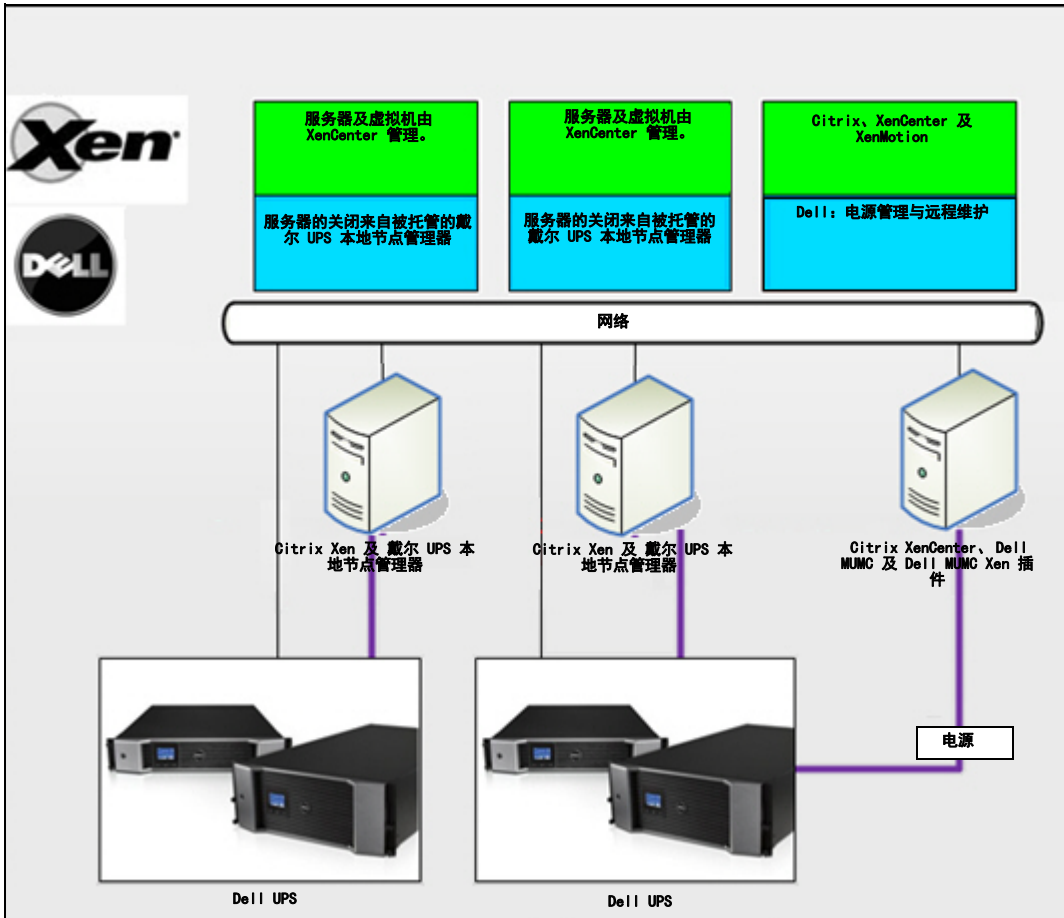 Xen
DELL
服务器及虚拟机由
XenCenter 管理。
服务器的关闭来自被托管的戴
尔 UPS 本地节点管理器
服务器及虚拟机由
XenCenter 管理。
服务器的关闭来自被托管的
戴尔 UPS 本地节点管理器
Citrix、XenCenter 及
XenMotion
Dell：电源管理与远程维护
网络
Citrix Xen 及 戴尔 UPS 本
地节点管理器
Citrix Xen 及 戴尔 UPS 本
地节点管理器
Citrix XenCenter、Dell
MUMC 及 Dell MUMC Xen 插
件
电源
Dell UPS
Dell UPS